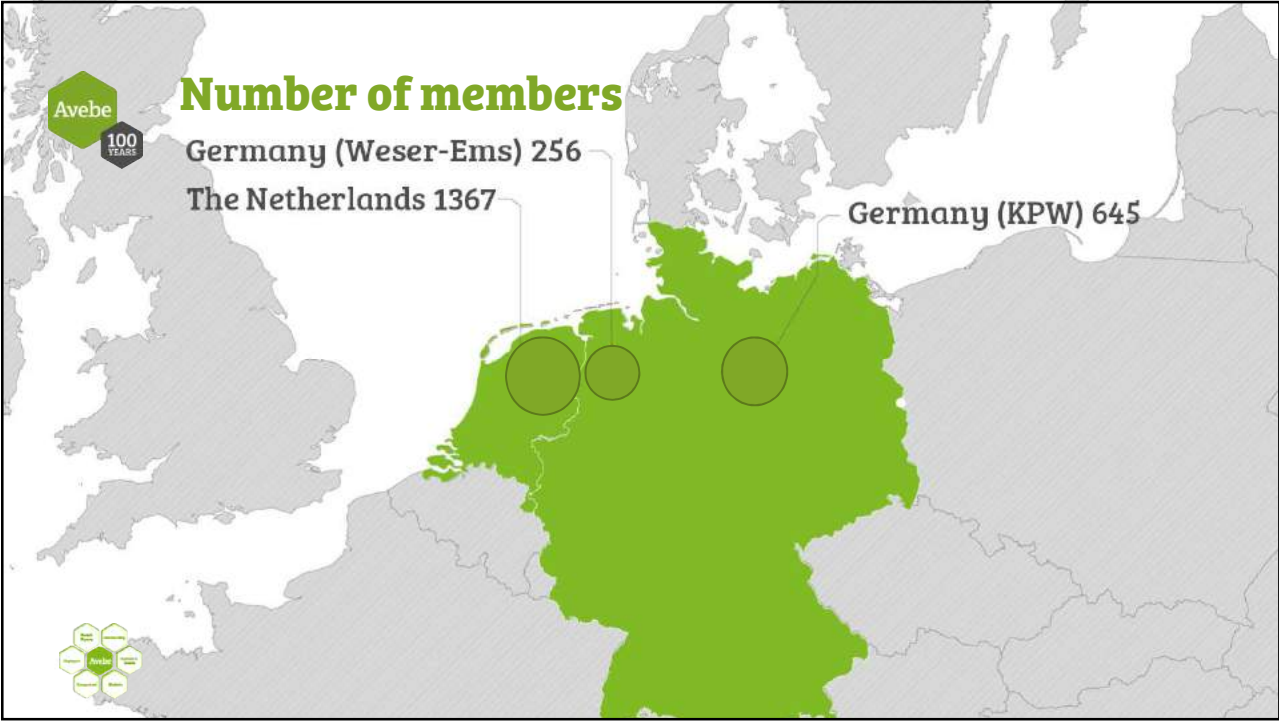 Number of members
Avebe
100
YEARS
Germany (Weser-Ems) 256
The Netherlands 1367
Germany (KPW) 645
Avebe